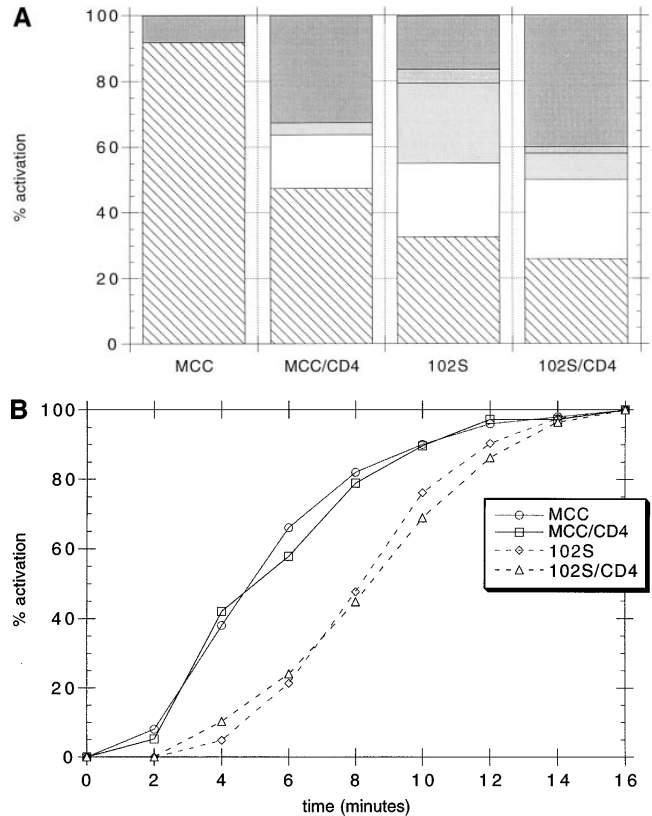 A
100
80
60
40
20
0
% activation
MCC MCC/CD4 102S 102S/CD4
B
100
80
60
40
20
0
% activation
MCC
MCC/CD4
102S
102S/CD4
0 2 4 6 8 10 12 14 16
time (minutes)